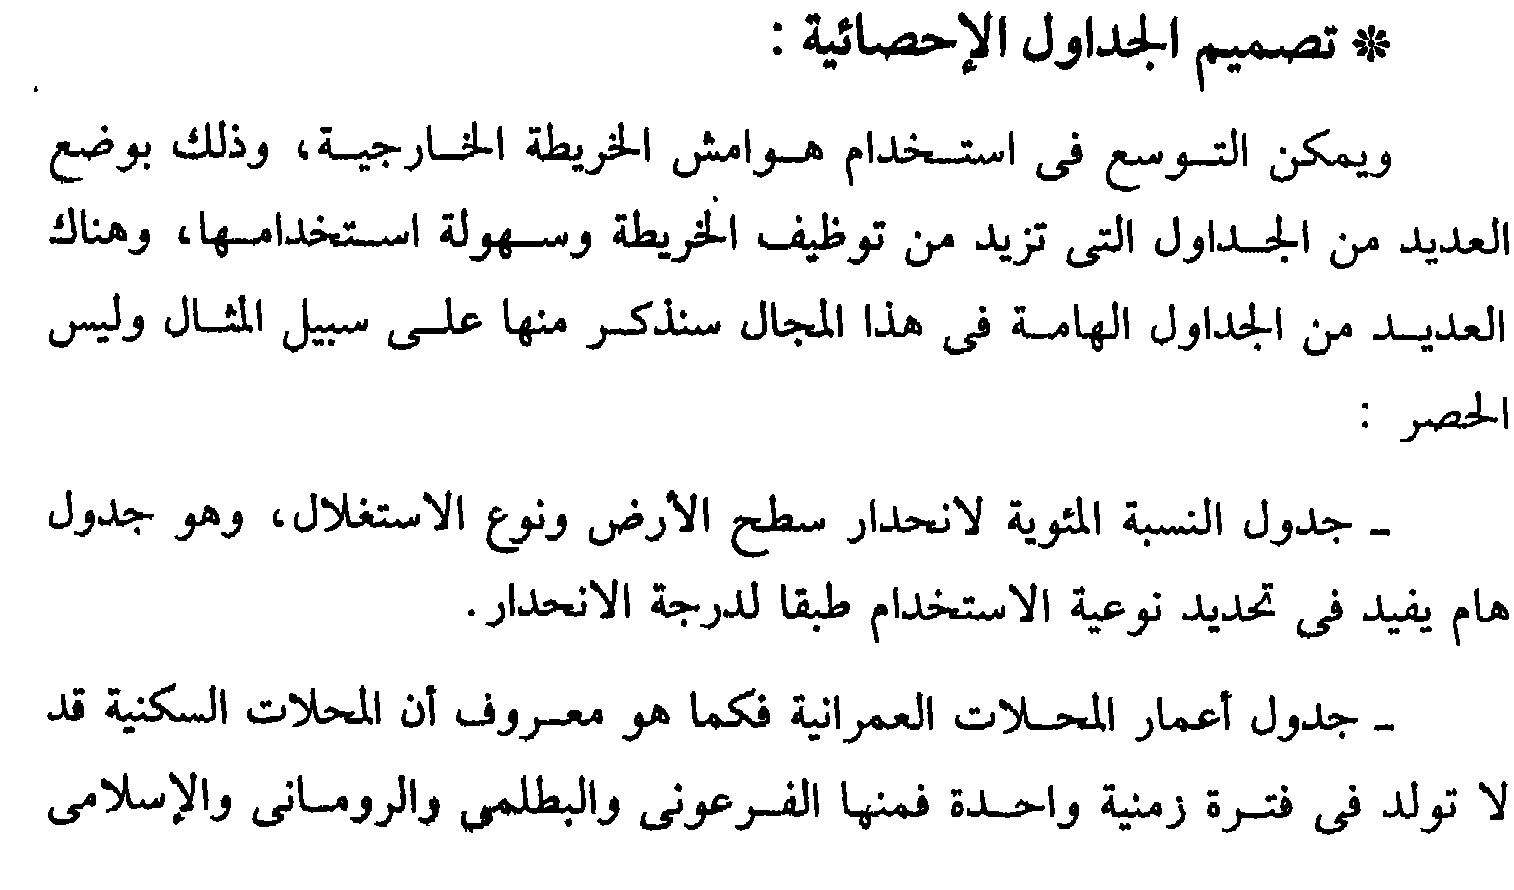 ❊ تصميم الجداول الإحصائية :
ويمكن التوسع فى استخدام هوامش الخريطة الخارجية، وذلك بوضع
العديد من الجداول التى تزيد من توظيف الخريطة وسهولة استخدامها، وهناك
العديد من الجداول الهامة فى هذا المجال سنذكر منها على سبيل المثال وليس
الحصر :
ـ جدول النسبة المئوية لانحدار سطح الأرض ونوع الاستغلال، وهو جدول
هام يفيد فى تحديد نوعية الاستخدام طبقا لدرجة الانحدار.
ـ جدول أعمار المحلات العمرانية فكما هو معروف أن المحلات السكنية قد
لا تولد فى فترة زمنية واحدة فمنها الفرعونى والبطلمى والرومانى والإسلامى